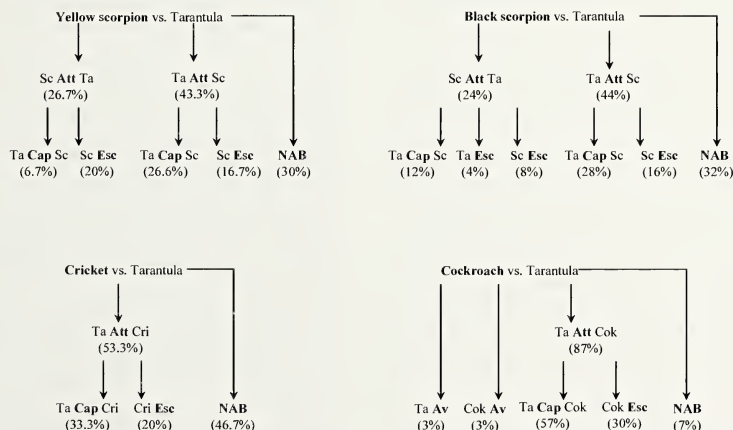 Yellow scorpion vs. Tarantula
Sc Att Ta
(26.7%)
Ta Att Sc
(43.3%)
Ta Cap Sc
(6.7%)
Sc Esc
(20%)
Ta Cap Sc
(26.6%)
Sc Esc
(16.7%)
NAB
(30%)
Black scorpion vs. Tarantula
Sc Att Ta
(24%)
Ta Att Sc
(44%)
Ta Cap Sc
(12%)
Ta Esc
(4%)
Sc Esc
(8%)
Ta Cap Sc
(28%)
Sc Esc
(16%)
NAB
(32%)
Cricket vs. Tarantula
Ta Att Cri
(53.3%)
Ta Cap Cri
(33.3%)
Cri Esc
(20%)
NAB
(46.7%)
Cockroach vs. Tarantula
Ta Att Cok
(87%)
Ta Av
(3%)
Cok Av
(3%)
Ta Cap Cok
(57%)
Cok Esc
(30%)
NAB
(7%)